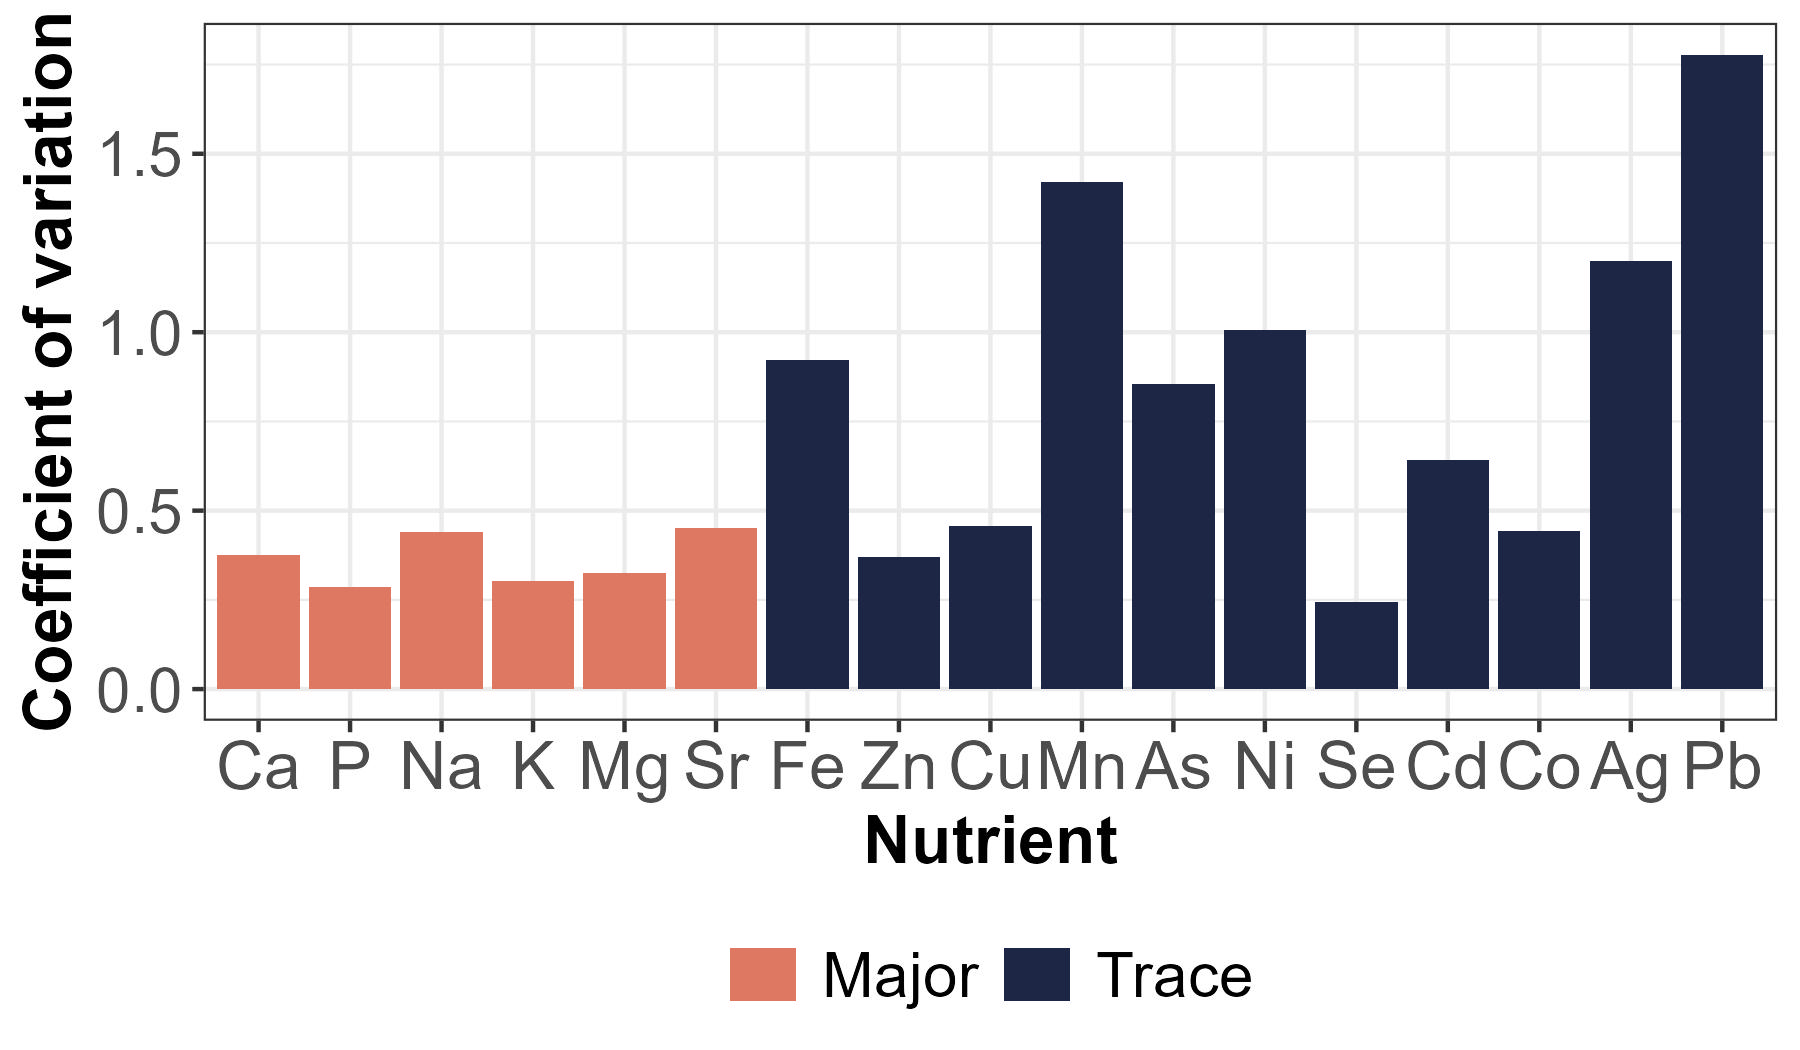 Coefficient of variation
1.5
1.0
0.5
0.0
Ca P Na K Mg Sr Fe Zn Cu Mn As Ni Se Cd Co Ag Pb
Nutrient
Major Trace